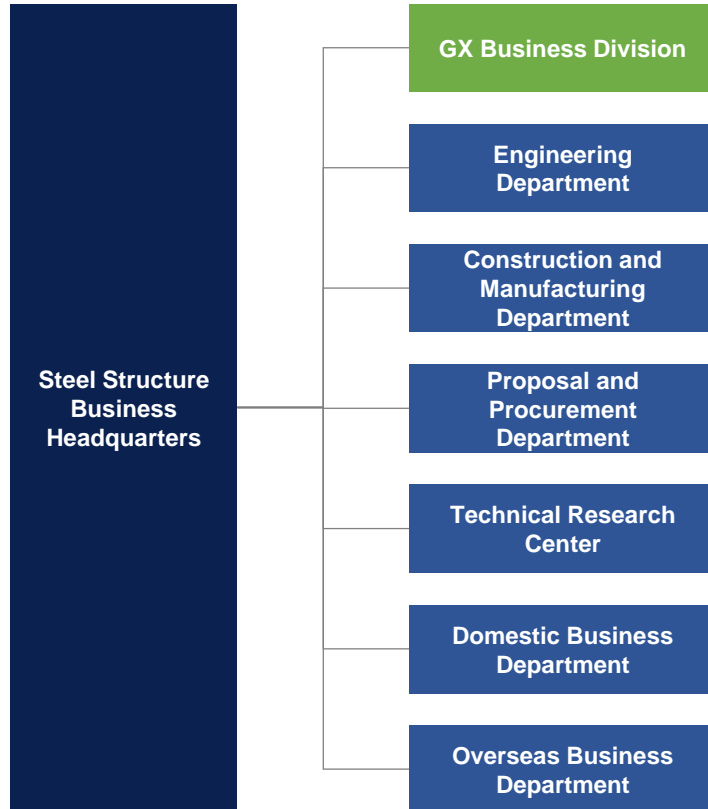 Steel Structure
Business
Headquarters
GX Business Division
Engineering
Department
Construction and
Manufacturing
Department
Proposal and
Procurement
Department
Technical Research
Center
Domestic Business
Department
Overseas Business
Department